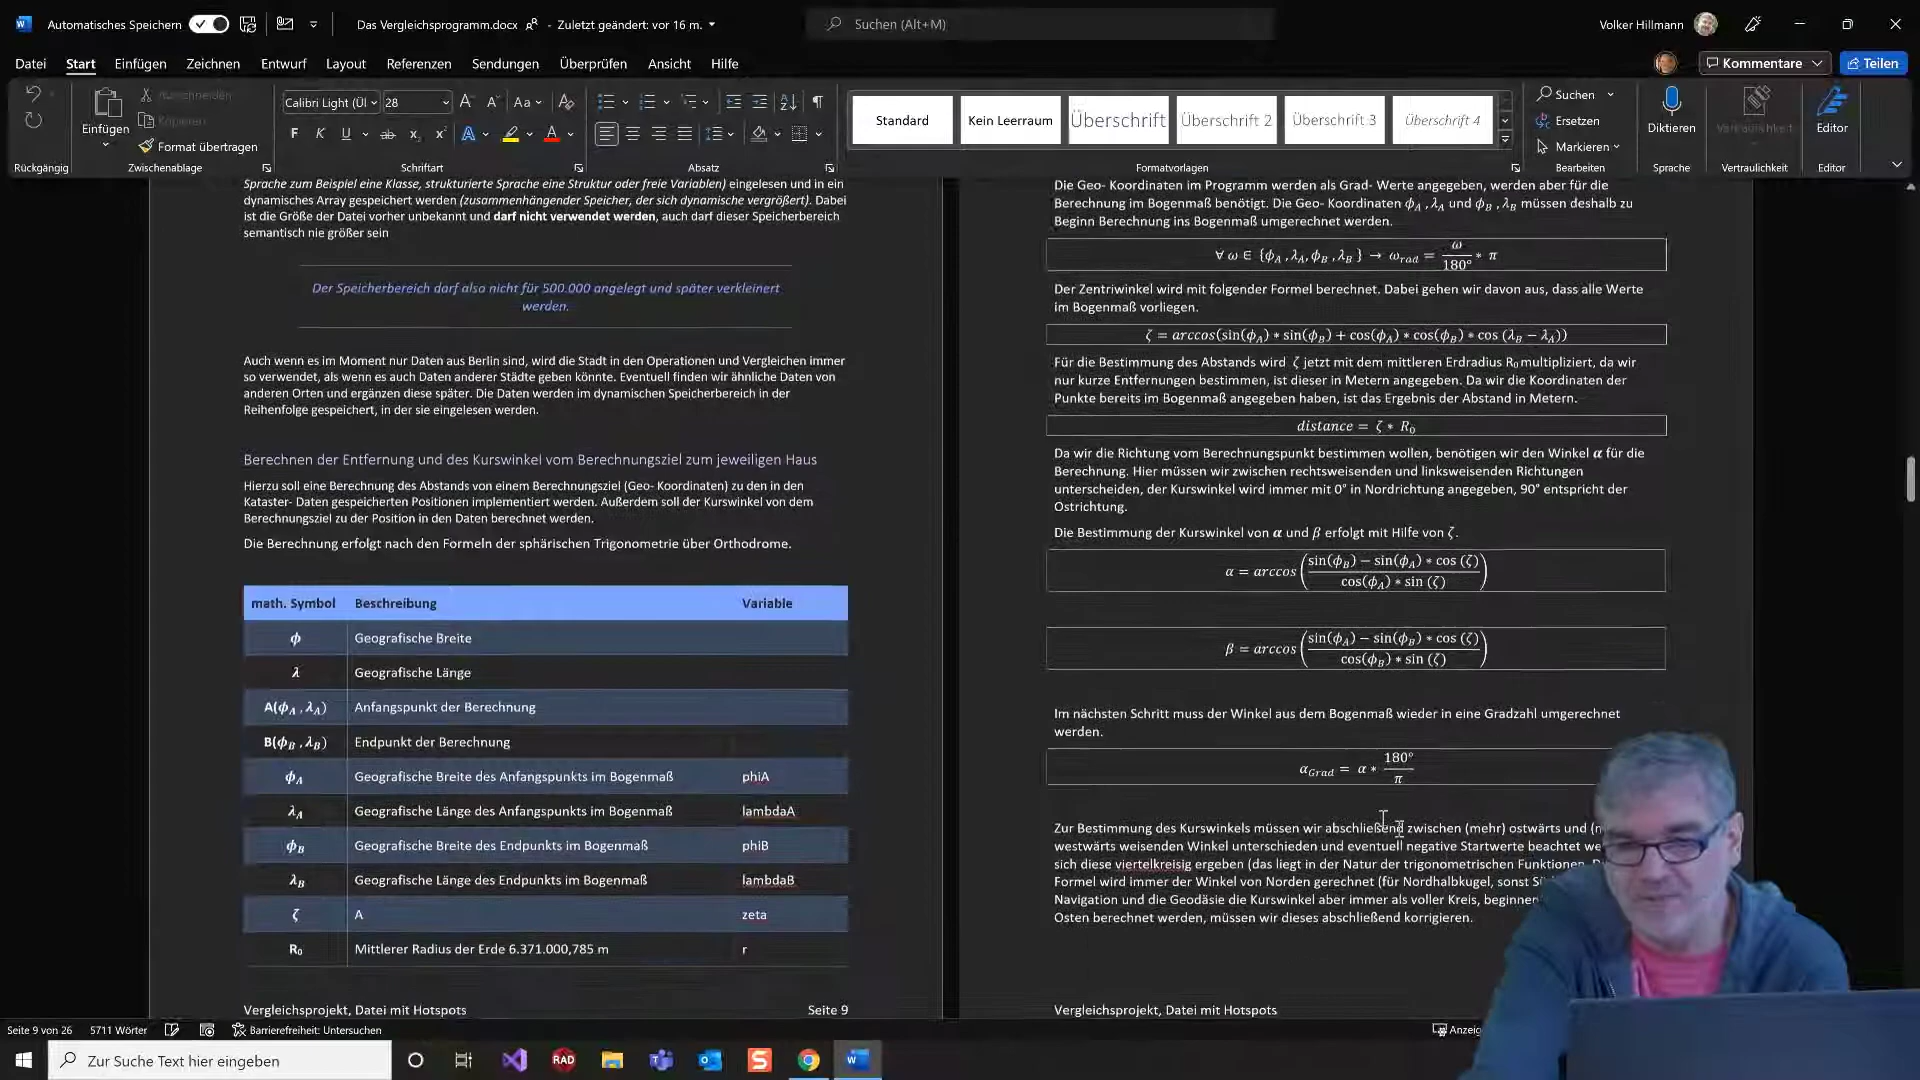 Automatisches Speichern
Das Vergleichsprogramm.docx - Zuletzt geändert: vor 16 m.
Suchen (Alt+M)
Volker Hillmann
Datei Start Einfügen Zeichnen Entwurf Layout Referenzen Sendungen Überprüfen Ansicht Hilfe
Kommentare Teilen
Einfügen
Ausschneiden
Kopieren
Format übertragen
Calibri Light (Ül 28
Standard Kein Leerraum Überschrift Überschrift 2 Überschrift 3 Überschrift 4
Suchen
Ersetzen
Markieren
Diktieren
Vertraulichkeit
Editor
Rückgängig Zwischenablage Schriftart Absatz Formatvorlagen Bearbeiten Sprache Vertraulichkeit Editor
Sprache zum Beispiel eine Klasse, strukturierte Sprache eine Struktur oder freie Variablen) eingelesen und in ein
dynamisches Array gespeichert werden (zusammenhängender Speicher, der sich dynamische vergrößert). Dabei
ist die Größe der Datei vorher unbekannt und darf nicht verwendet werden, auch darf dieser Speicherbereich
semantisch nie größer sein
Der Speicherbereich darf also nicht für 500.000 angelegt und später verkleinert
werden.
Auch wenn es im Moment nur Daten aus Berlin sind, wird die Stadt in den Operationen und Vergleichen immer
so verwendet, als wenn es auch Daten anderer Städte geben könnte. Eventuell finden wir ähnliche Daten von
anderen Orten und ergänzen diese später. Die Daten werden im dynamischen Speicherbereich in der
Reihenfolge gespeichert, in der sie eingelesen werden.
Berechnen der Entfernung und des Kurswinkel vom Berechnungsziel zum jeweiligen Haus
Hierzu soll eine Berechnung des Abstands von einem Berechnungsziel (Geo- Koordinaten) zu den in den
Kataster- Daten gespeicherten Positionen implementiert werden. Außerdem soll der Kurswinkel von dem
Berechnungsziel zu der Position in den Daten berechnet werden.
Die Berechnung erfolgt nach den Formeln der sphärischen Trigonometrie über Orthodrome.
math. Symbol Beschreibung Variable
ϕ Geografische Breite
λ Geografische Länge
A(ϕA , λA) Anfangspunkt der Berechnung
B(ϕB , λB) Endpunkt der Berechnung
ϕA Geografische Breite des Anfangspunkts im Bogenmaß phiA
λA Geografische Länge des Anfangspunkts im Bogenmaß lambdaA
ϕB Geografische Breite des Endpunkts im Bogenmaß phiB
λB Geografische Länge des Endpunkts im Bogenmaß lambdaB
ζ A zeta
R0 Mittlerer Radius der Erde 6.371.000,785 m r
Vergleichsprojekt, Datei mit Hotspots Seite 9
Die Geo- Koordinaten im Programm werden als Grad- Werte angegeben, werden aber für die
Berechnung im Bogenmaß benötigt. Die Geo- Koordinaten ϕA , λA und ϕB , λB müssen deshalb zu
Beginn Berechnung ins Bogenmaß umgerechnet werden.
∀ ω ∈ {ϕA , λA, ϕB , λB } → ωrad = ω/180° * π
Der Zentriwinkel wird mit folgender Formel berechnet. Dabei gehen wir davon aus, dass alle Werte
im Bogenmaß vorliegen.
ζ = arccos(sin(ϕA) * sin(ϕB) + cos(ϕA) * cos(ϕB) * cos (λB − λA))
Für die Bestimmung des Abstands wird ζ jetzt mit dem mittleren Erdradius R0 multipliziert, da wir
nur kurze Entfernungen bestimmen, ist dieser in Metern angegeben. Da wir die Koordinaten der
Punkte bereits im Bogenmaß angegeben haben, ist das Ergebnis der Abstand in Metern.
distance = ζ * R0
Da wir die Richtung vom Berechnungspunkt bestimmen wollen, benötigen wir den Winkel α für die
Berechnung. Hier müssen wir zwischen rechtsweisenden und linksweisenden Richtungen
unterscheiden, der Kurswinkel wird immer mit 0° in Nordrichtung angegeben, 90° entspricht der
Ostrichtung.
Die Bestimmung der Kurswinkel von α und β erfolgt mit Hilfe von ζ.
α = arccos ( sin(ϕB) − sin(ϕA) * cos (ζ) / cos(ϕA) * sin (ζ) )
β = arccos ( sin(ϕA) − sin(ϕB) * cos (ζ) / cos(ϕB) * sin (ζ) )
Im nächsten Schritt muss der Winkel aus dem Bogenmaß wieder in eine Gradzahl umgerechnet
werden.
αGrad = α * 180°/π
Zur Bestimmung des Kurswinkels müssen wir abschließend zwischen (mehr) ostwärts und
westwärts weisenden Winkel unterschieden und eventuell negative Startwerte beachtet
sich diese viertelkreisig ergeben (das liegt in der Natur der trigonometrischen Funktionen.
Formel wird immer der Winkel von Norden gerechnet (für Nordhalbkugel, sonst
Navigation und die Geodäsie die Kurswinkel aber immer als voller Kreis,
Osten berechnet werden, müssen wir dieses abschließend korrigieren.
Vergleichsprojekt, Datei mit Hotspots
Seite 9 von 26 5711 Wörter Barrierefreiheit: Untersuchen
Zur Suche Text hier eingeben
RAD